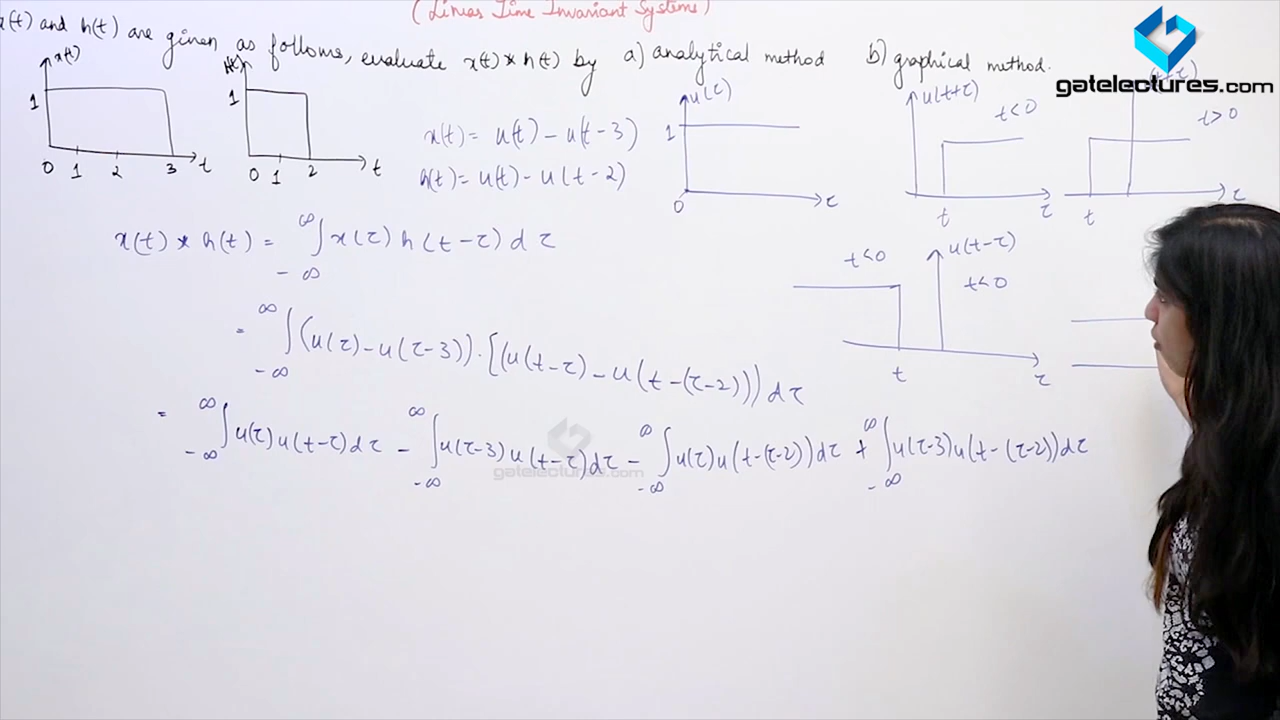 (Linear Time Invariant Systems)
x(t) and h(t) are given as follows, evaluate x(t) * h(t) by a) analytical method b) graphical method.
gatelectures.com
x(t)
1
0 1 2 3 t
h(t)
1
0 1 2 t
x(t) = u(t) - u(t-3)
h(t) = u(t) - u(t-2)
u(τ)
1
0 τ
u(t+τ)
t<0
t τ
t>0
t τ
x(t) * h(t) = ∫_{-∞}^{∞} x(τ) h(t-τ) dτ
t<0
u(t-τ)
t<0
t τ
= ∫_{-∞}^{∞} (u(τ) - u(τ-3)) · [(u(t-τ) - u(t-(τ-2))) dτ
= ∫_{-∞}^{∞} u(τ) u(t-τ) dτ - ∫_{-∞}^{∞} u(τ-3) u(t-τ) dτ - ∫_{-∞}^{∞} u(τ) u(t-(τ-2)) dτ + ∫_{-∞}^{∞} u(τ-3) u(t-(τ-2)) dτ
gatelectures.com